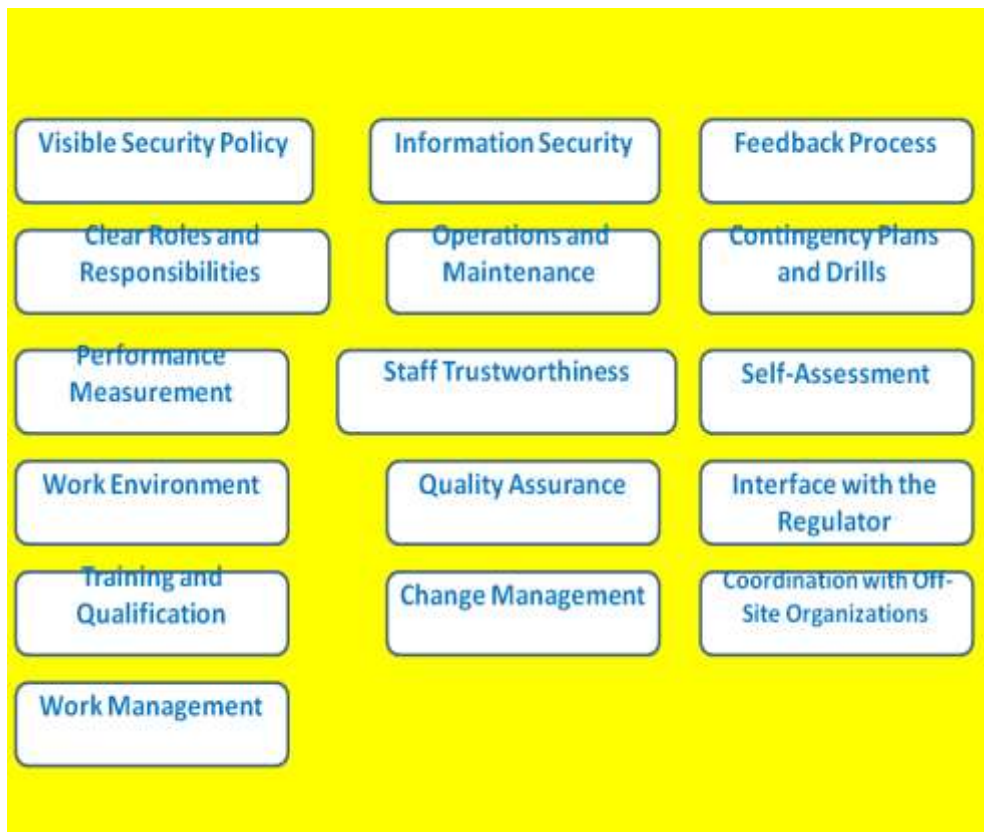 Visible Security Policy
Information Security
Feedback Process
Clear Roles and
Responsibilities
Operations and
Maintenance
Contingency Plans
and Drills
Performance
Measurement
Staff Trustworthiness
Self-Assessment
Work Environment
Quality Assurance
Interface with the
Regulator
Training and
Qualification
Change Management
Coordination with Off-
Site Organizations
Work Management